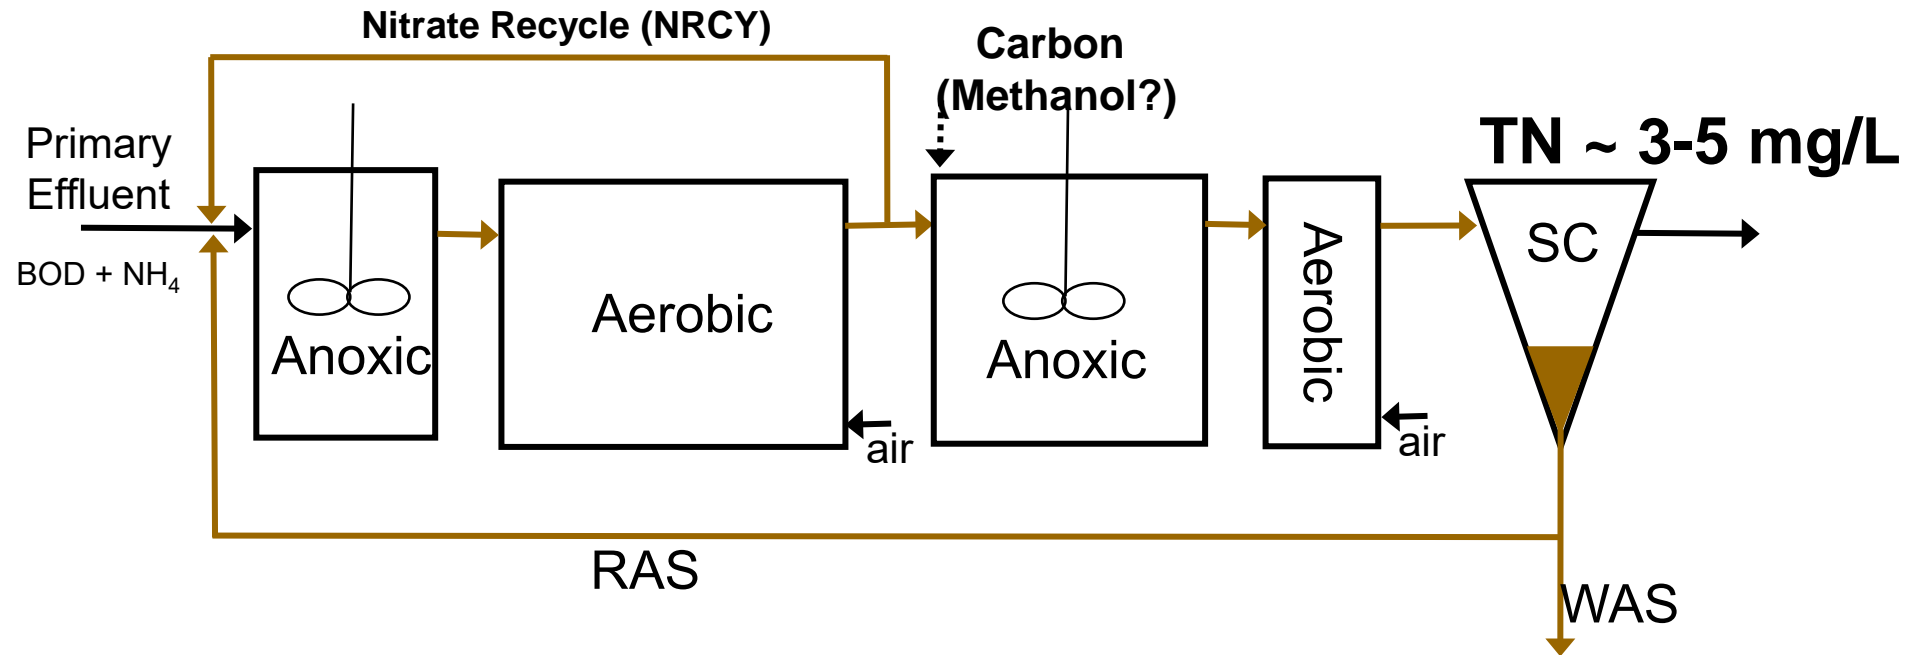 Nitrate Recycle (NRCY)
Carbon
(Methanol?)
Primary
Effluent
BOD + NH₄
TN ~ 3-5 mg/L
Anoxic
Aerobic
air
Anoxic
Aerobic
air
SC
RAS
WAS